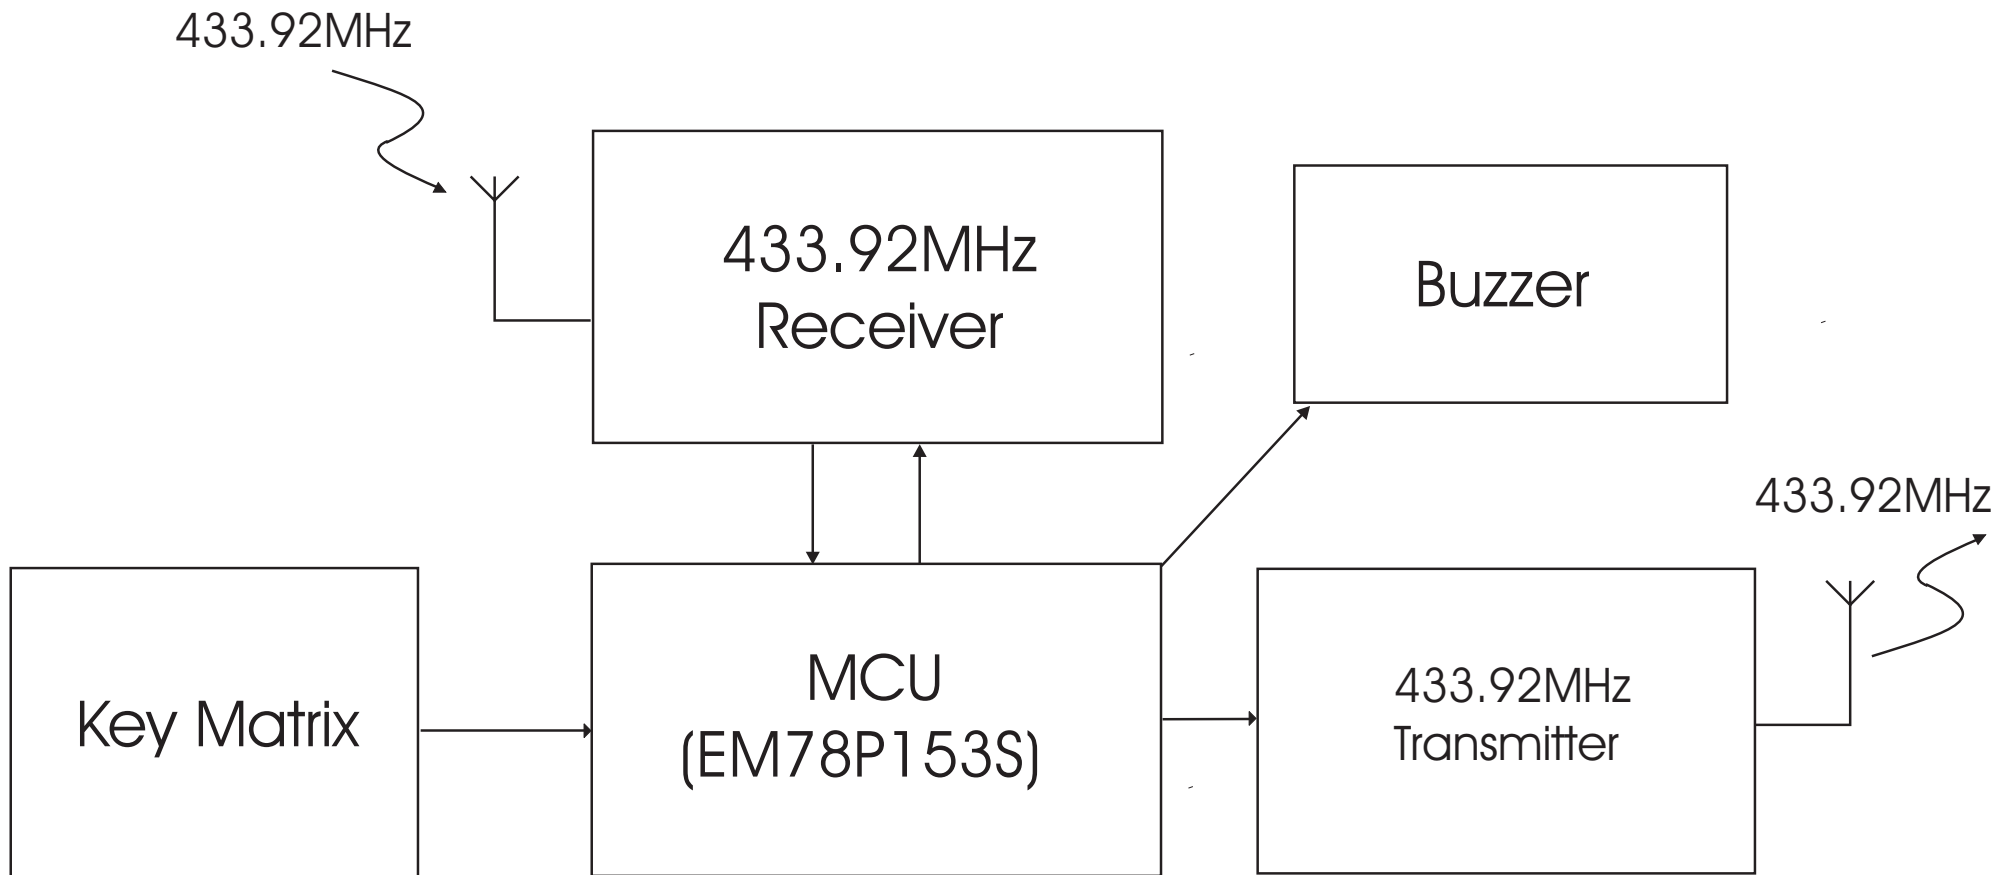 433.92MHz
433.92MHz
Receiver
Buzzer
433.92MHz
Key Matrix
MCU
(EM78P153S)
433.92MHz
Transmitter